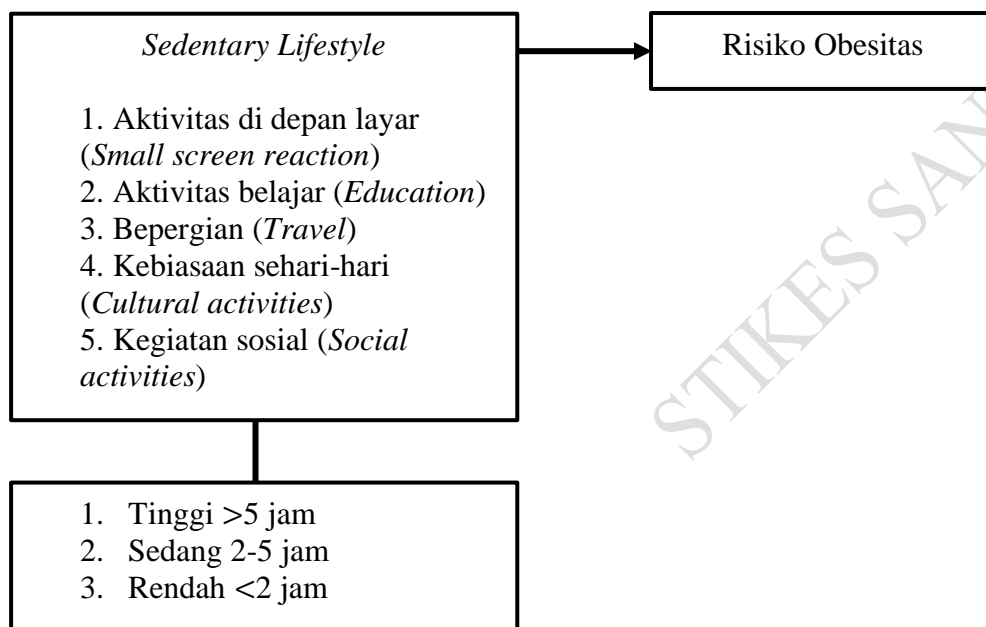 Sedentary Lifestyle
1. Aktivitas di depan layar
(Small screen reaction)
2. Aktivitas belajar (Education)
3. Bepergian (Travel)
4. Kebiasaan sehari-hari
(Cultural activities)
5. Kegiatan sosial (Social
activities)
Risiko Obesitas
1. Tinggi >5 jam
2. Sedang 2-5 jam
3. Rendah <2 jam
STIKES SAN